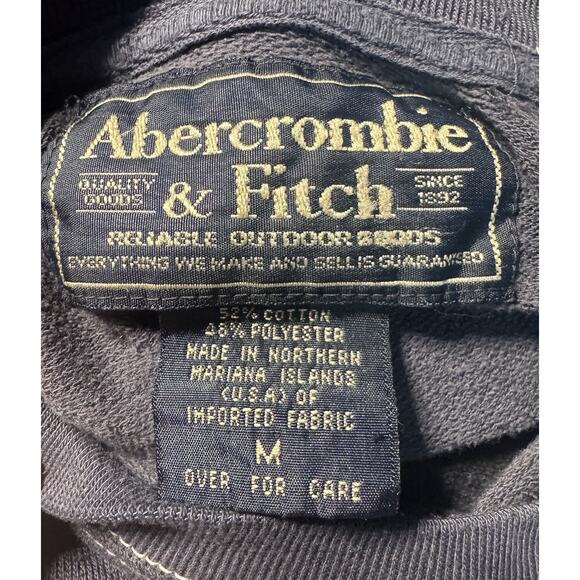 Abercrombie
QUALITY GOODS & Fitch SINCE 1892
RELIABLE OUTDOOR GOODS
EVERYTHING WE MAKE AND SELL IS GUARANTEED
52% COTTON
48% POLYESTER
MADE IN NORTHERN
MARIANA ISLANDS
(U.S.A) OF
IMPORTED FABRIC
M
OVER FOR CARE